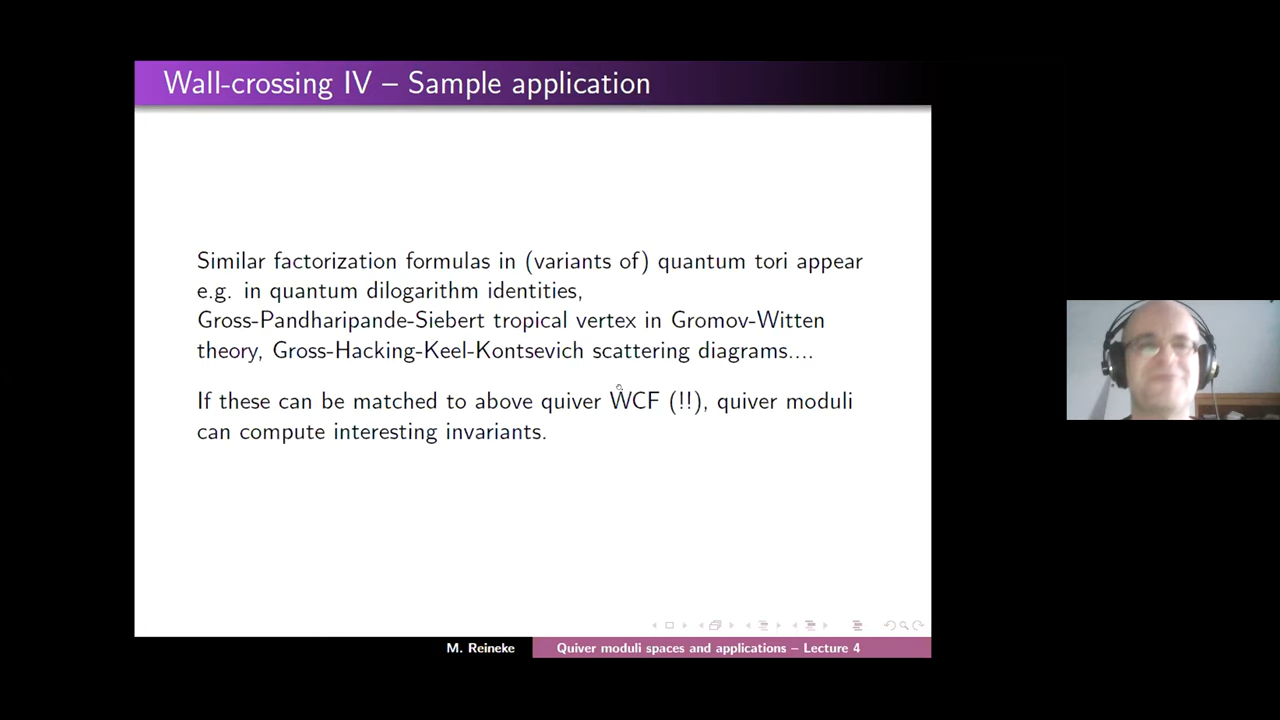 Wall-crossing IV – Sample application
Similar factorization formulas in (variants of) quantum tori appear
e.g. in quantum dilogarithm identities,
Gross-Pandharipande-Siebert tropical vertex in Gromov-Witten
theory, Gross-Hacking-Keel-Kontsevich scattering diagrams....
If these can be matched to above quiver WCF (!!), quiver moduli
can compute interesting invariants.
M. Reineke
Quiver moduli spaces and applications – Lecture 4